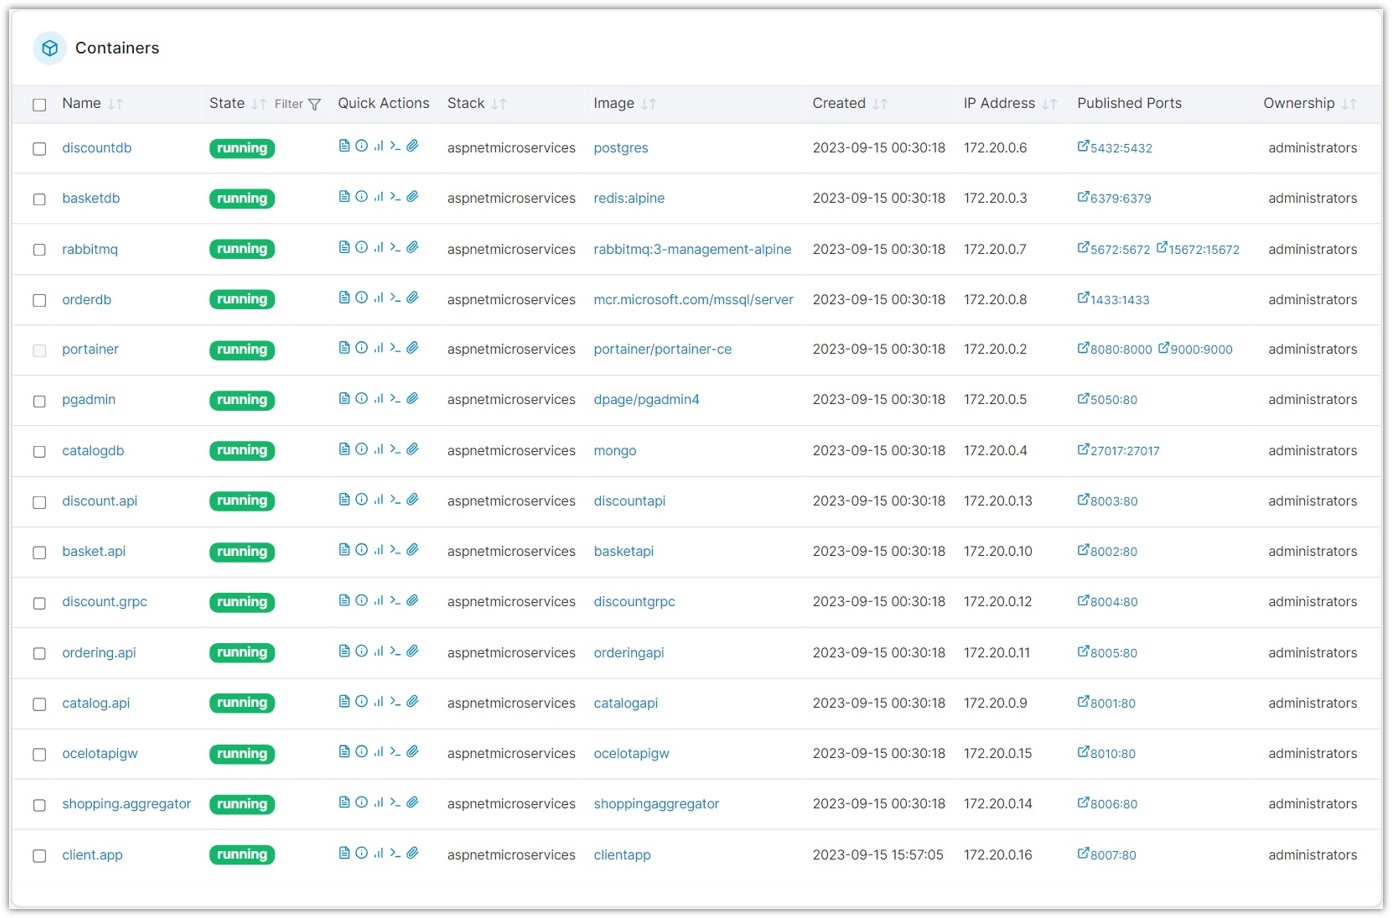 Containers
Name State Filter Quick Actions Stack Image Created IP Address Published Ports Ownership
discountdb running aspnetmicroservices postgres 2023-09-15 00:30:18 172.20.0.6 5432:5432 administrators
basketdb running aspnetmicroservices redis:alpine 2023-09-15 00:30:18 172.20.0.3 6379:6379 administrators
rabbitmq running aspnetmicroservices rabbitmq:3-management-alpine 2023-09-15 00:30:18 172.20.0.7 5672:5672 15672:15672 administrators
orderdb running aspnetmicroservices mcr.microsoft.com/mssql/server 2023-09-15 00:30:18 172.20.0.8 1433:1433 administrators
portainer running aspnetmicroservices portainer/portainer-ce 2023-09-15 00:30:18 172.20.0.2 8080:8000 9000:9000 administrators
pgadmin running aspnetmicroservices dpage/pgadmin4 2023-09-15 00:30:18 172.20.0.5 5050:80 administrators
catalogdb running aspnetmicroservices mongo 2023-09-15 00:30:18 172.20.0.4 27017:27017 administrators
discount.api running aspnetmicroservices discountapi 2023-09-15 00:30:18 172.20.0.13 8003:80 administrators
basket.api running aspnetmicroservices basketapi 2023-09-15 00:30:18 172.20.0.10 8002:80 administrators
discount.grpc running aspnetmicroservices discountgrpc 2023-09-15 00:30:18 172.20.0.12 8004:80 administrators
ordering.api running aspnetmicroservices orderingapi 2023-09-15 00:30:18 172.20.0.11 8005:80 administrators
catalog.api running aspnetmicroservices catalogapi 2023-09-15 00:30:18 172.20.0.9 8001:80 administrators
ocelotapigw running aspnetmicroservices ocelotapigw 2023-09-15 00:30:18 172.20.0.15 8010:80 administrators
shopping.aggregator running aspnetmicroservices shoppingaggregator 2023-09-15 00:30:18 172.20.0.14 8006:80 administrators
client.app running aspnetmicroservices clientapp 2023-09-15 15:57:05 172.20.0.16 8007:80 administrators